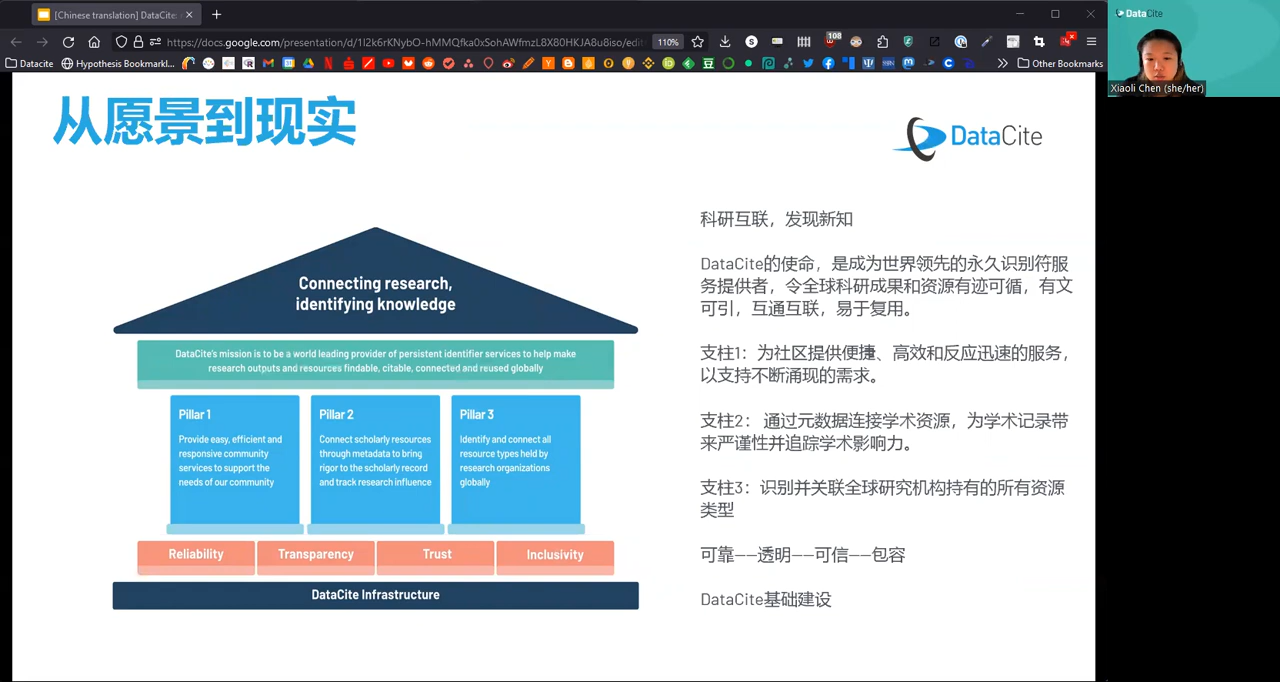 [Chinese translation] DataCite:
https://docs.google.com/presentation/d/1I2k6rKNybO-hMMQfka0xSohAWfmzL8X80HKJA8u8iso/edit
110%
108
Datacite
Hypothesis Bookmarkl...
Other Bookmarks
DataCite
Xiaoli Chen (she/her)
从愿景到现实
DataCite
Connecting research,
identifying knowledge
DataCite's mission is to be a world leading provider of persistent identifier services to help make
research outputs and resources findable, citable, connected and reused globally
Pillar 1
Provide easy, efficient and
responsive community
services to support the
needs of our community
Pillar 2
Connect scholarly resources
through metadata to bring
rigor to the scholarly record
and track research influence
Pillar 3
Identify and connect all
resource types held by
research organizations
globally
Reliability
Transparency
Trust
Inclusivity
DataCite Infrastructure
科研互联，发现新知
DataCite的使命，是成为世界领先的永久识别符服
务提供者，令全球科研成果和资源有迹可循，有文
可引，互通互联，易于复用。
支柱1：为社区提供便捷、高效和反应迅速的服务，
以支持不断涌现的需求。
支柱2： 通过元数据连接学术资源，为学术记录带
来严谨性并追踪学术影响力。
支柱3：识别并关联全球研究机构持有的所有资源
类型
可靠——透明——可信——包容
DataCite基础建设